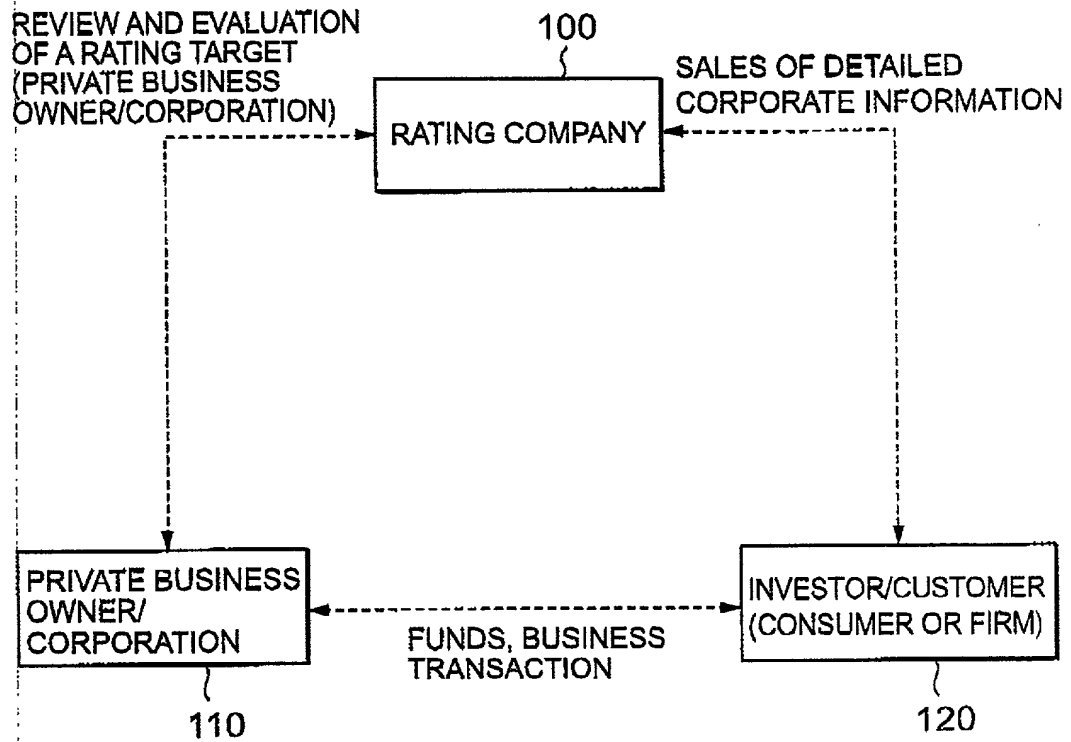 REVIEW AND EVALUATION
OF A RATING TARGET
(PRIVATE BUSINESS
OWNER/CORPORATION)
100
SALES OF DETAILED
CORPORATE INFORMATION
RATING COMPANY
PRIVATE BUSINESS
OWNER/
CORPORATION
INVESTOR/CUSTOMER
(CONSUMER OR FIRM)
FUNDS, BUSINESS
TRANSACTION
110
120